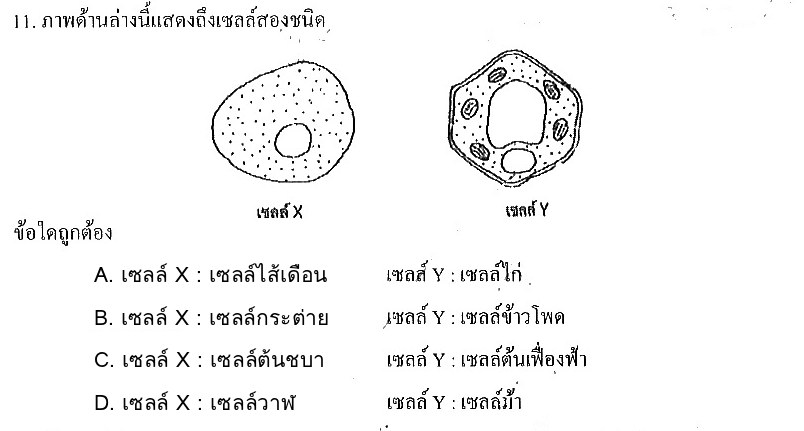 11. ภาพด้านล่างนี้แสดงถึงเซลล์สองชนิด
เซลล์ X เซลล์ Y
ข้อใดถูกต้อง
A. เซลล์ X : เซลล์ไส้เดือน เซลล์ Y : เซลล์ไก่
B. เซลล์ X : เซลล์กระต่าย เซลล์ Y : เซลล์ข้าวโพด
C. เซลล์ X : เซลล์ต้นชบา เซลล์ Y : เซลล์ต้นเฟื่องฟ้า
D. เซลล์ X : เซลล์วาฬ เซลล์ Y : เซลล์ม้า